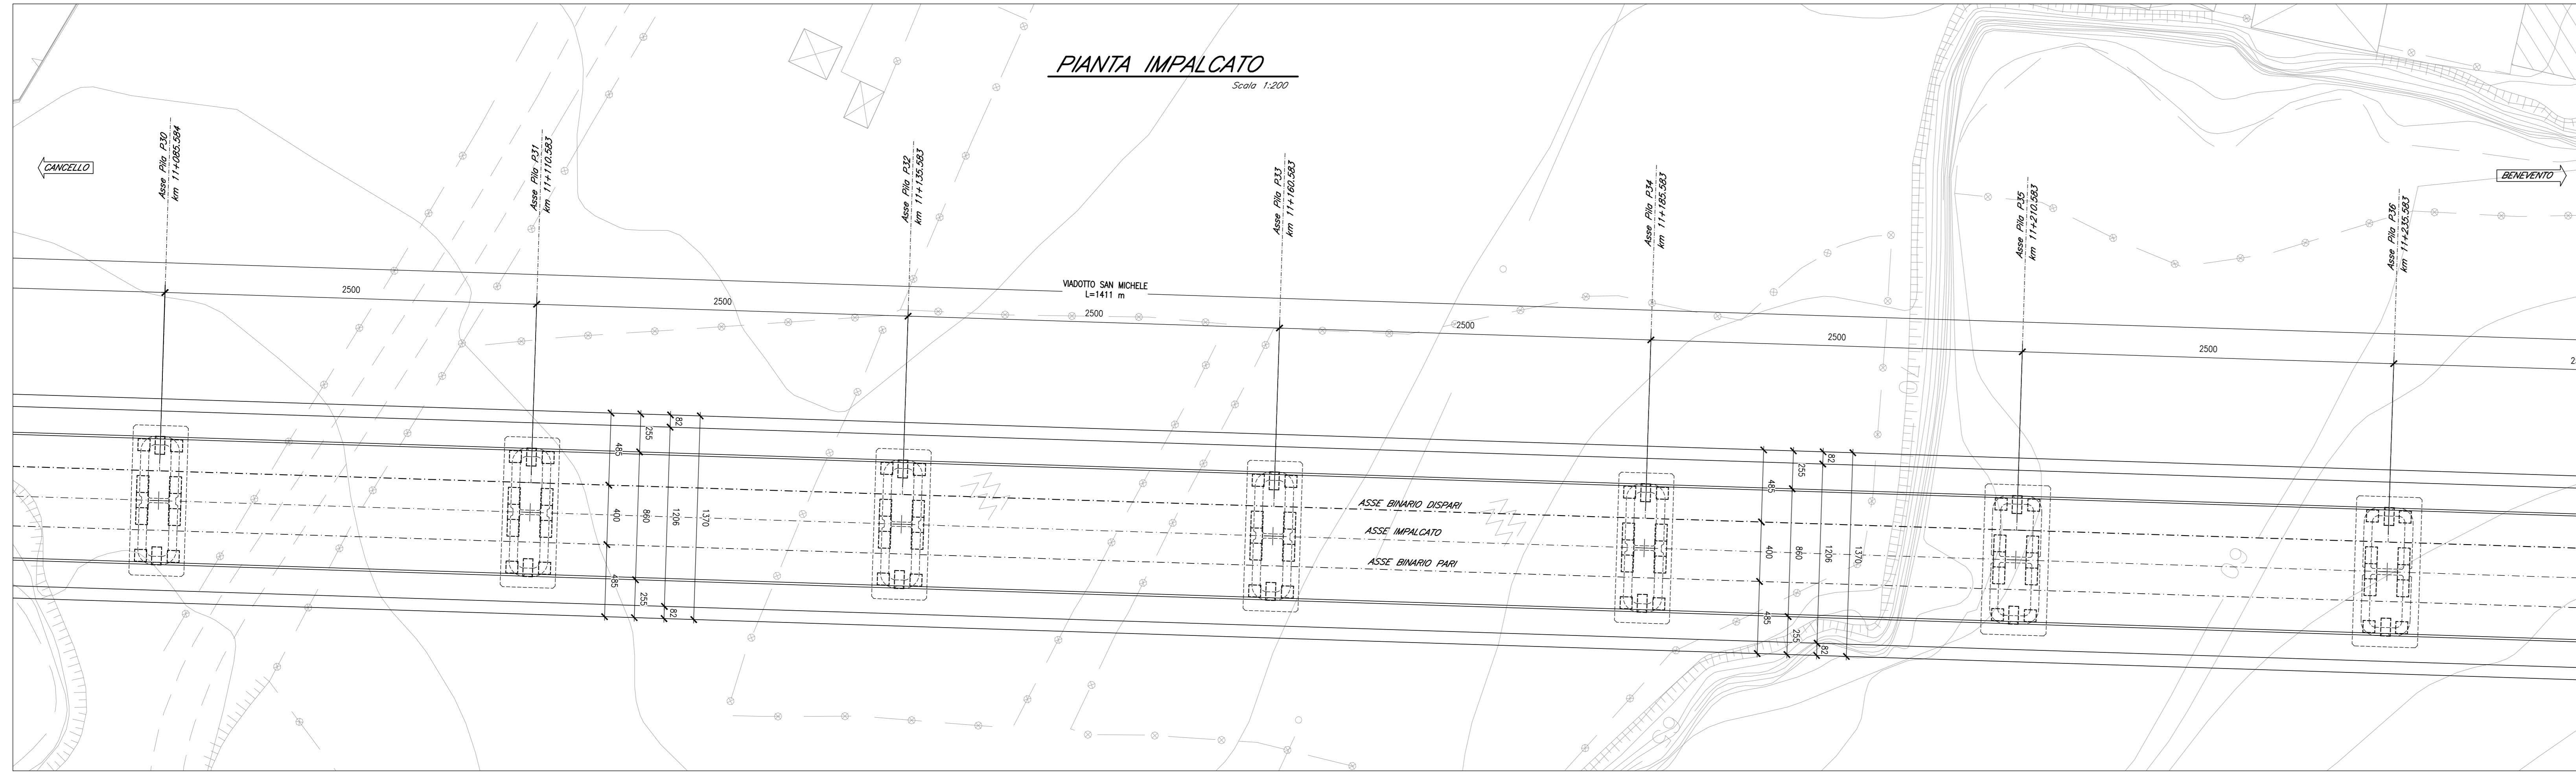 PIANTA IMPALCATO
Scala 1:200
CANCELLO
BENEVENTO
Asse Pila P30
km 11+085.584
Asse Pila P31
km 11+110.583
Asse Pila P32
km 11+135.583
Asse Pila P33
km 11+160.583
Asse Pila P34
km 11+185.583
Asse Pila P35
km 11+210.583
Asse Pila P36
km 11+235.583
VIADOTTO SAN MICHELE
L=1411 m
2500
2500
2500
2500
2500
2500
485
255
82
400
860
1206
1370
485
255
82
ASSE BINARIO DISPARI
ASSE IMPALCATO
ASSE BINARIO PARI
485
255
82
400
860
1206
1370
485
255
82